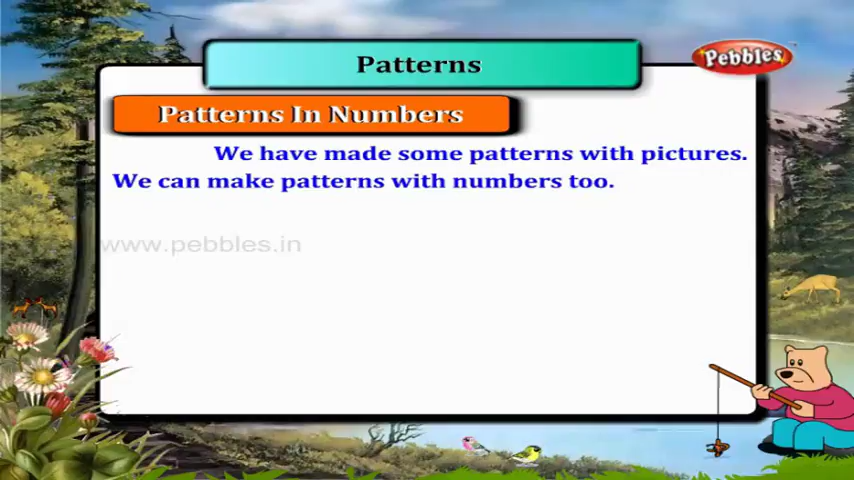 Patterns
Pebbles
Patterns In Numbers
We have made some patterns with pictures.
We can make patterns with numbers too.
www.pebbles.in